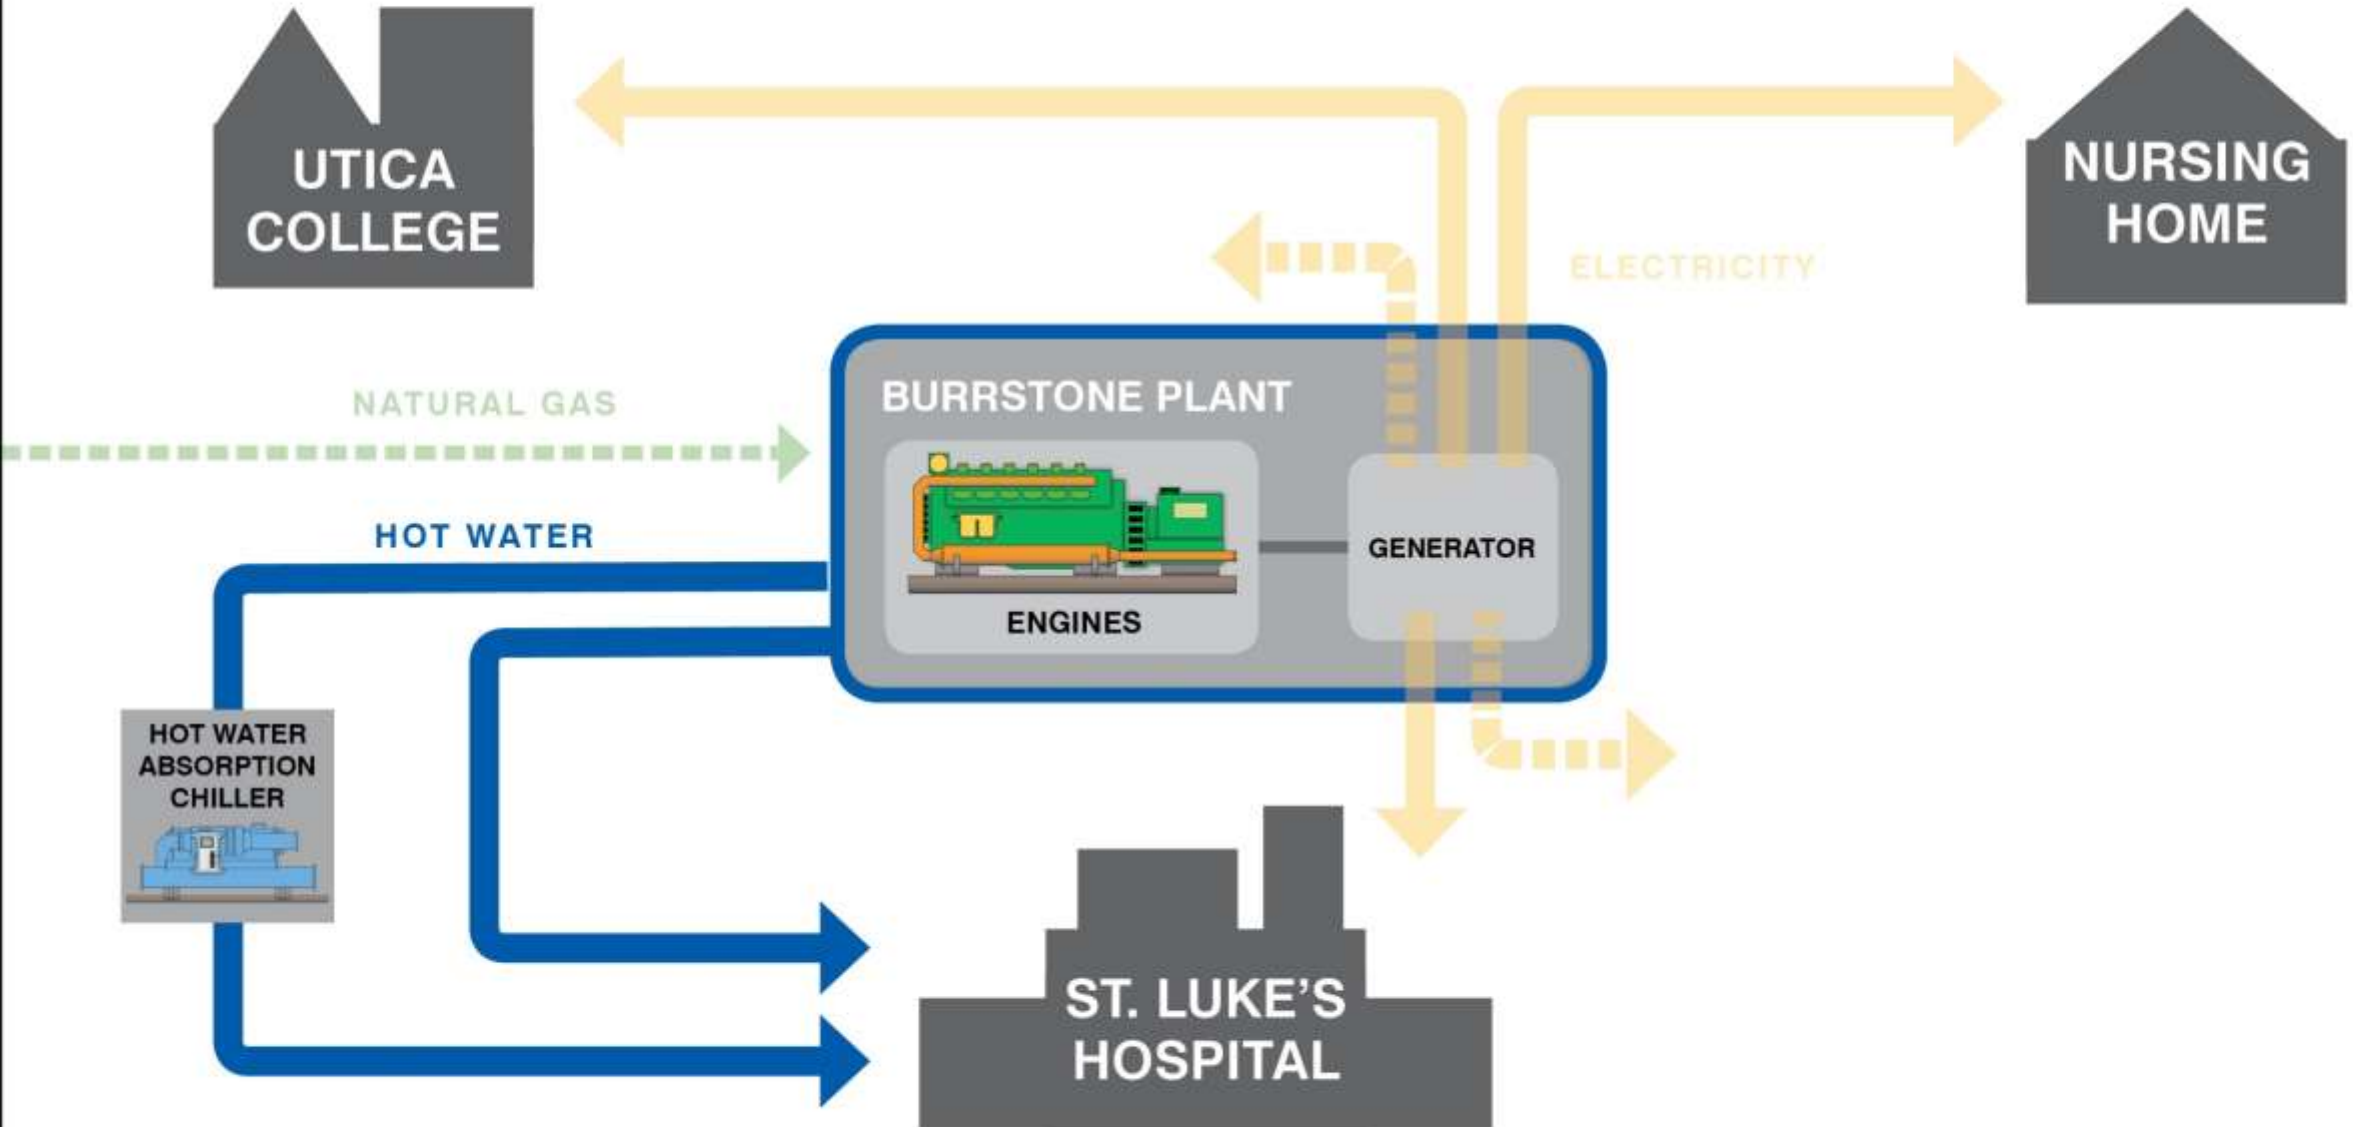 UTICA
COLLEGE
NURSING
HOME
ELECTRICITY
NATURAL GAS
BURRSTONE PLANT
HOT WATER
GENERATOR
ENGINES
HOT WATER
ABSORPTION
CHILLER
ST. LUKE’S
HOSPITAL